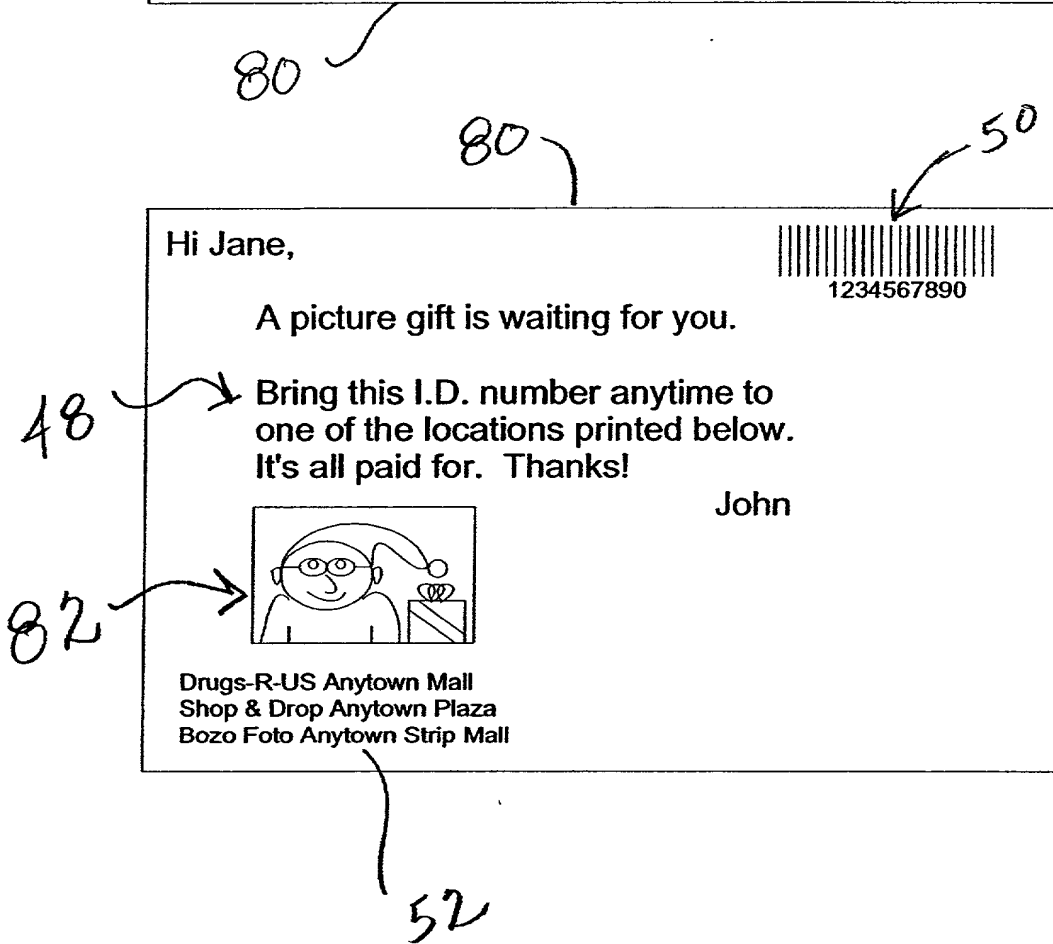 80
80
50
Hi Jane,
1234567890
A picture gift is waiting for you.
48
Bring this I.D. number anytime to
one of the locations printed below.
It's all paid for. Thanks!
John
82
Drugs-R-US Anytown Mall
Shop & Drop Anytown Plaza
Bozo Foto Anytown Strip Mall
52